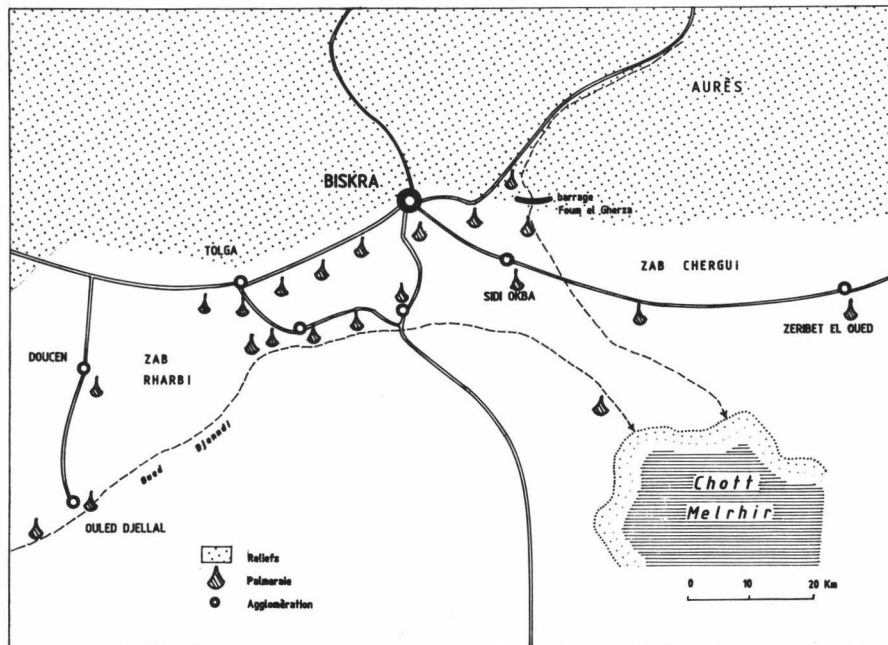 AURÈS
BISKRA
barrage
Foum el Gherza
TOLGA
ZAB CHERGUi
SIDI OKBA
ZERIBET EL OUED
DOUCEN
ZAB
RHARBI
Oued Djenndi
Chott
Melrhir
OULED DJELLAL
Reliefs
Palmeraie
Agglomération
0 10 20 Km